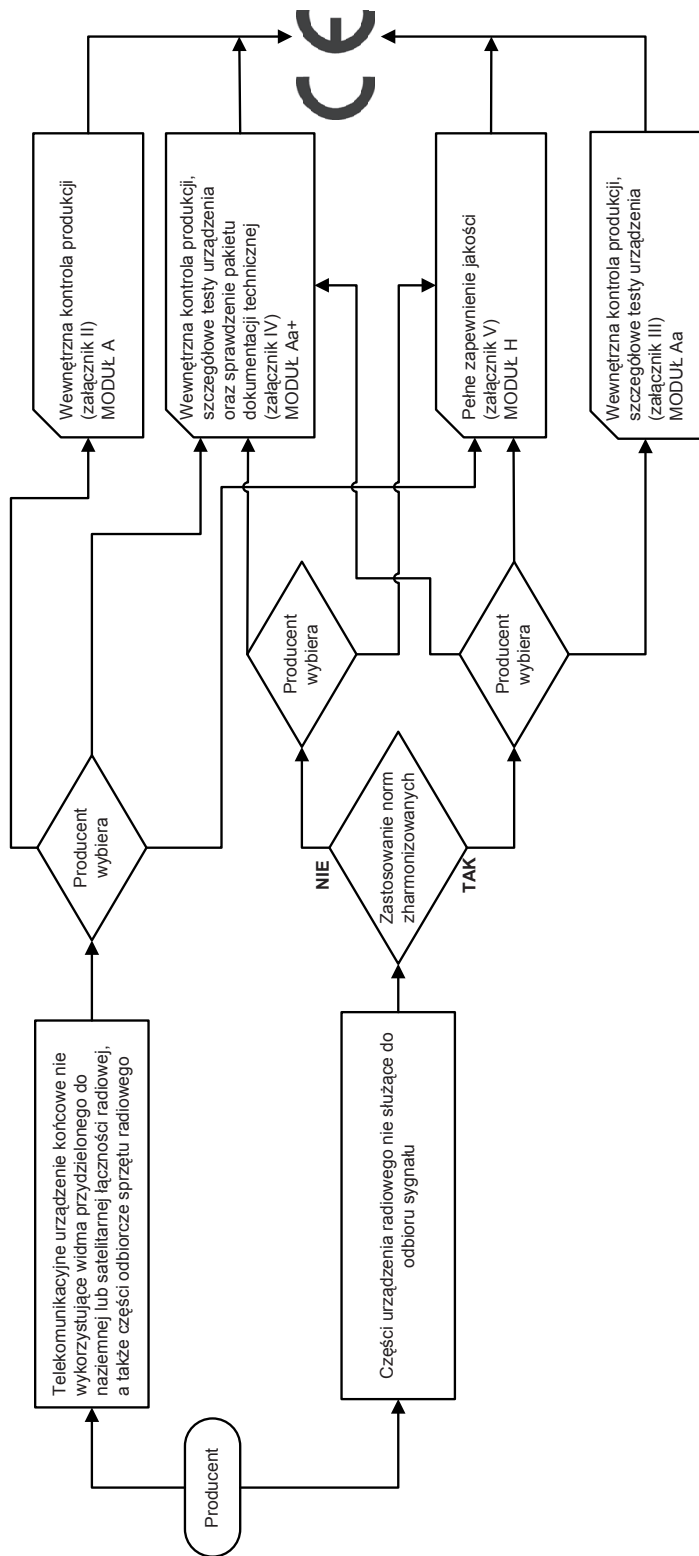 Producent
Telekomunikacyjne urządzenie końcowe nie
wykorzystujące widma przydzielonego do
naziemnej lub satelitarnej łączności radiowej,
a także części odbiorcze sprzętu radiowego
Części urządzenia radiowego nie służące do
odbioru sygnału
Producent
wybiera
Zastosowanie norm
zharmonizowanych
NIE
TAK
Producent
wybiera
Producent
wybiera
Wewnętrzna kontrola produkcji
(załącznik II)
MODUŁ A
Wewnętrzna kontrola produkcji,
szczegółowe testy urządzenia
oraz sprawdzenie pakietu
dokumentacji technicznej
(załącznik IV)
MODUŁ Aa+
Pełne zapewnienie jakości
(załącznik V)
MODUŁ H
Wewnętrzna kontrola produkcji,
szczegółowe testy urządzenia
(załącznik III)
MODUŁ Aa
CE